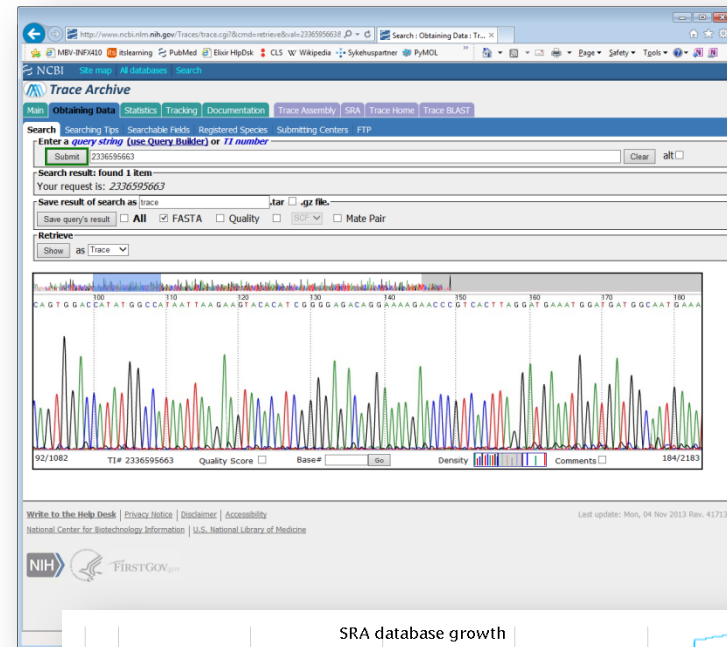 http://www.ncbi.nlm.nih.gov/Traces/trace.cgi?&cmd=retrieve&val=2336595663&
Search : Obtaining Data : Tr...
MBV-INFX410 itslearning PubMed Elixir HlpDsk CLS W Wikipedia Sykehuspartner PyMOL
Page Safety Tools
NCBI Site map All databases Search
Trace Archive
Main Obtaining Data Statistics Tracking Documentation Trace Assembly SRA Trace Home Trace BLAST
Search Searching Tips Searchable Fields Registered Species Submitting Centers FTP
Enter a query string (use Query Builder) or TI number
Submit 2336595663 Clear alt
Search result: found 1 item
Your request is: 2336595663
Save result of search as trace .tar .gz file.
Save query's result All FASTA Quality SCF Mate Pair
Retrieve
Show as Trace
100 110 120 130 140 150 160 170 180
CAGTGGACCATATGGCCATAATTAAGAAGTACACATCGGGGAGACAGGAAAAGAACCCGTCACTTAGGATGAAATGGATGATGGCAATGAAA
92/1082 TI# 2336595663 Quality Score Base# Go Density Comments 184/2183
Write to the Help Desk | Privacy Notice | Disclaimer | Accessibility
National Center for Biotechnology Information | U.S. National Library of Medicine
Last update: Mon, 04 Nov 2013 Rev. 41713
NIH FIRSTGOV
SRA database growth